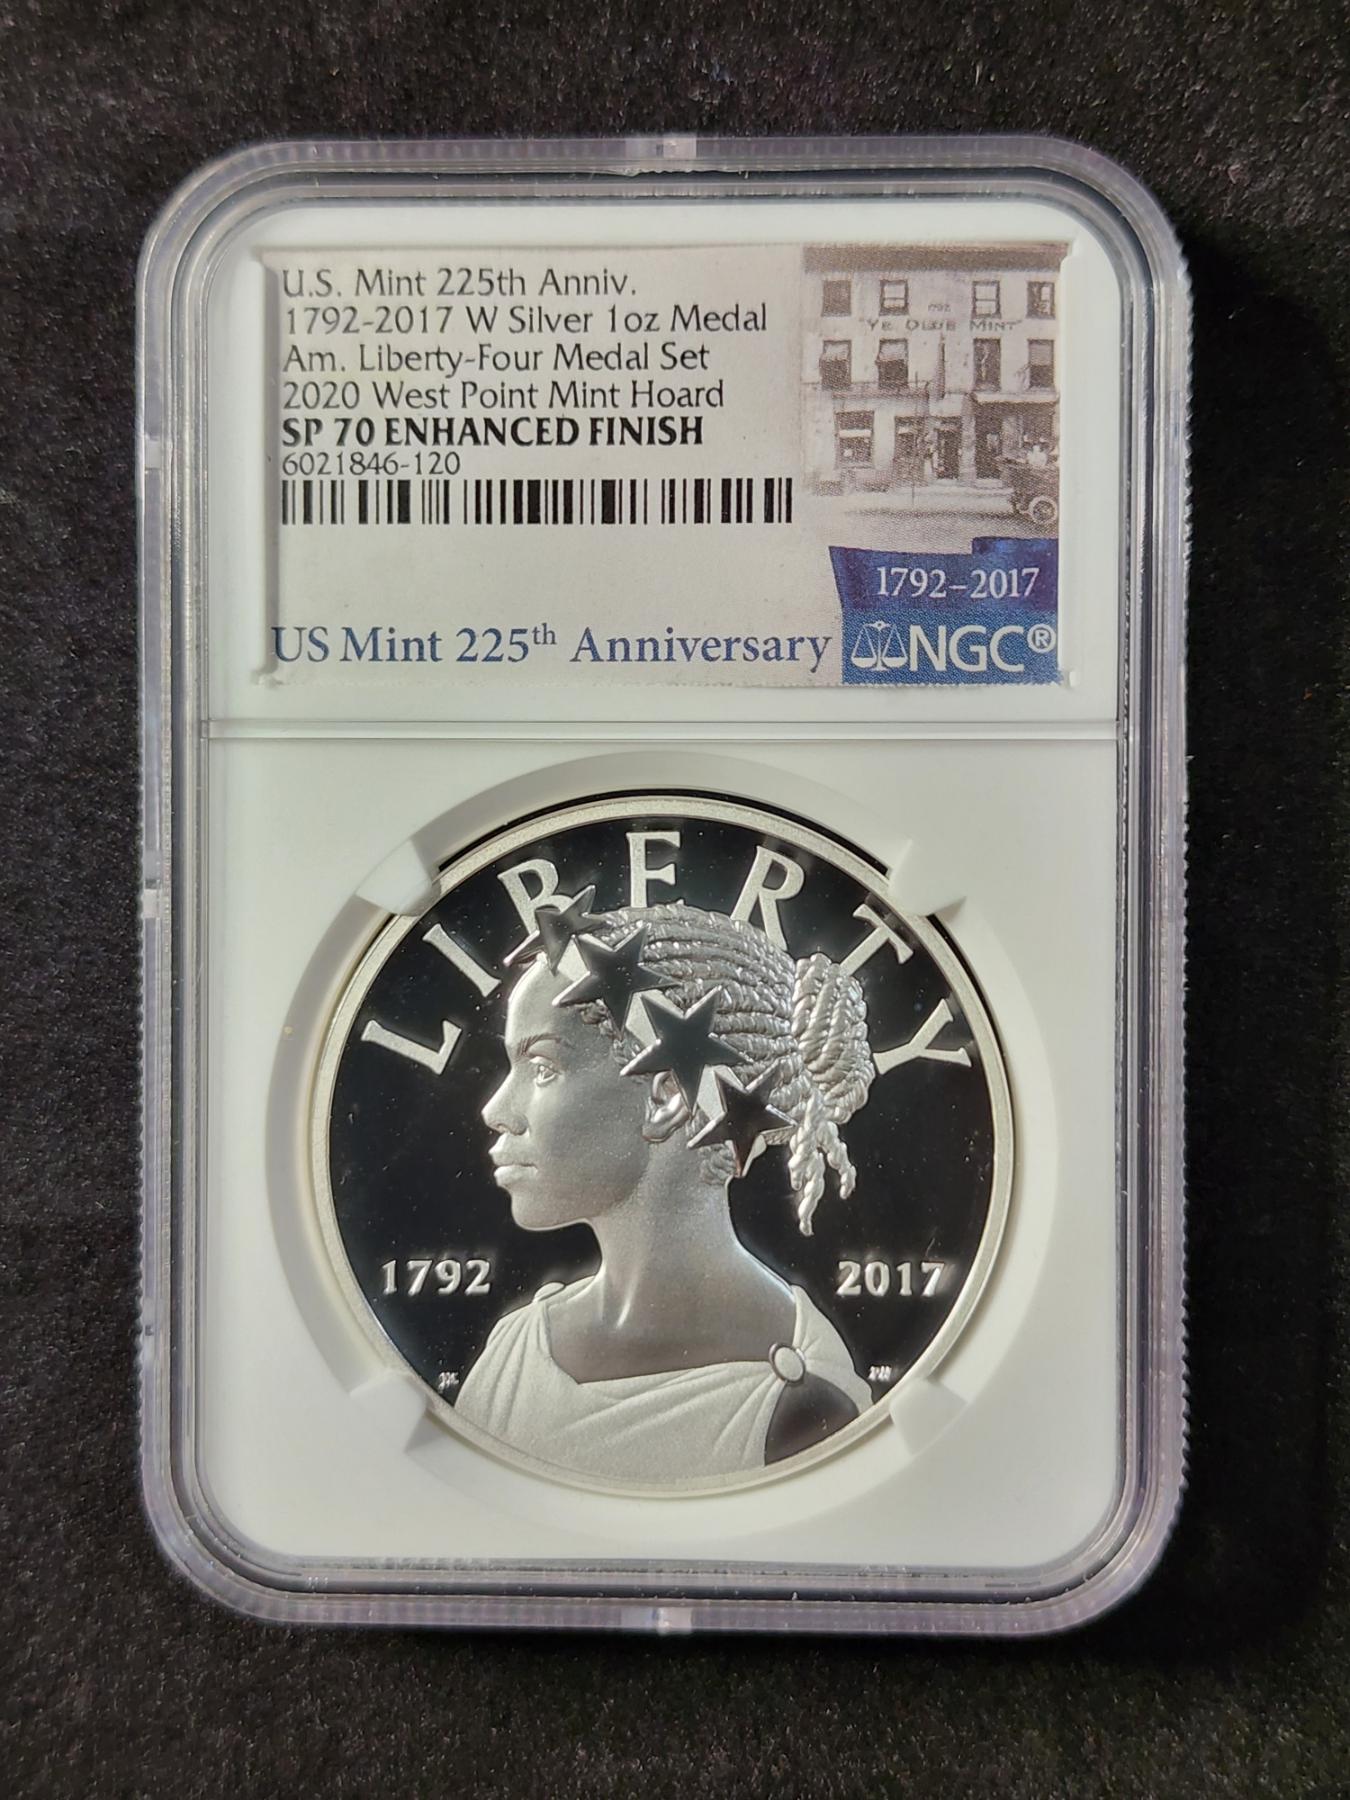 U.S. Mint 225th Anniv.
1792-2017 W Silver 1oz Medal
Am. Liberty-Four Medal Set
2020 West Point Mint Hoard
SP 70 ENHANCED FINISH
6021846-120
1792
"YE OLDE MINT"
1792-2017
US Mint 225th Anniversary
NGC®
LIBERTY
1792
2017